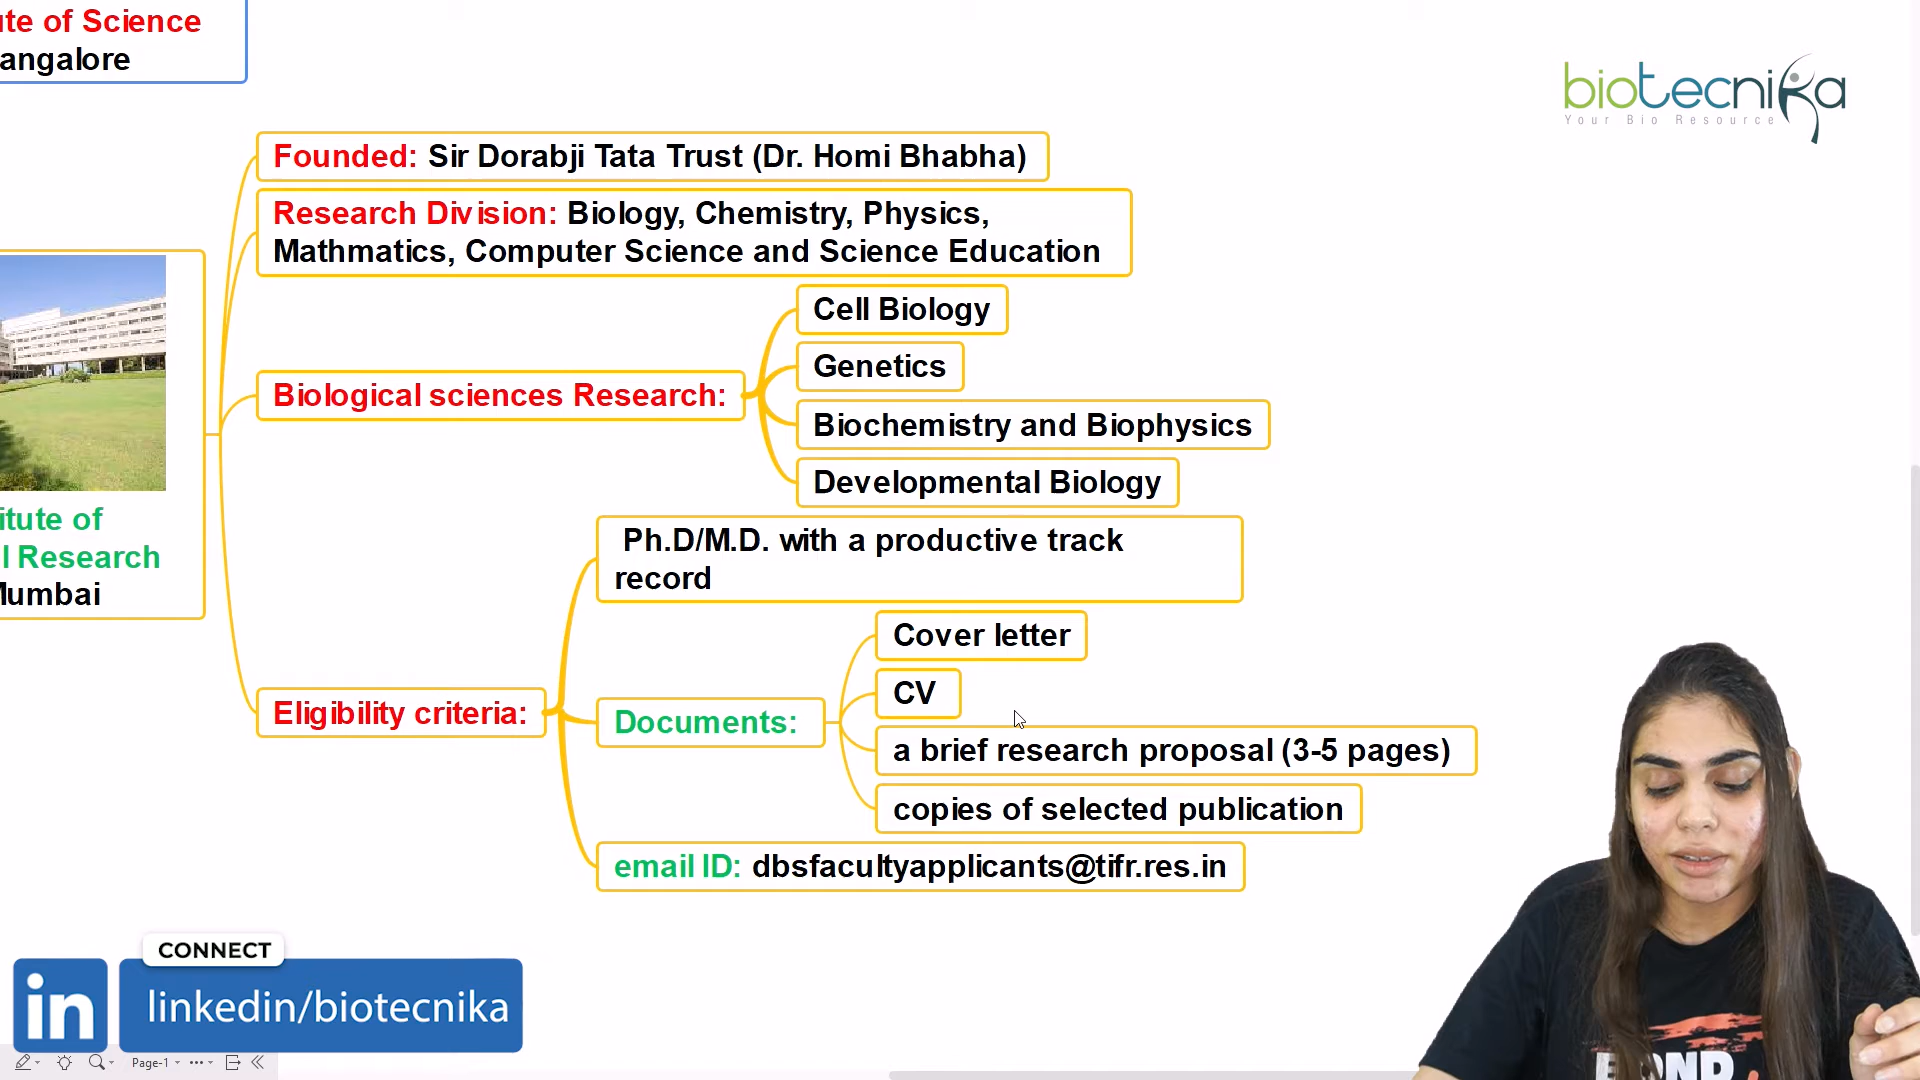 ute of Science
angalore
biotecnika
Your Bio Resource
Founded: Sir Dorabji Tata Trust (Dr. Homi Bhabha)
Research Division: Biology, Chemistry, Physics,
Mathmatics, Computer Science and Science Education
Cell Biology
Genetics
Biological sciences Research:
Biochemistry and Biophysics
Developmental Biology
itute of
l Research
Mumbai
Ph.D/M.D. with a productive track
record
Cover letter
CV
Eligibility criteria:
Documents:
a brief research proposal (3-5 pages)
copies of selected publication
email ID: dbsfacultyapplicants@tifr.res.in
CONNECT
in
linkedin/biotecnika
Page-1